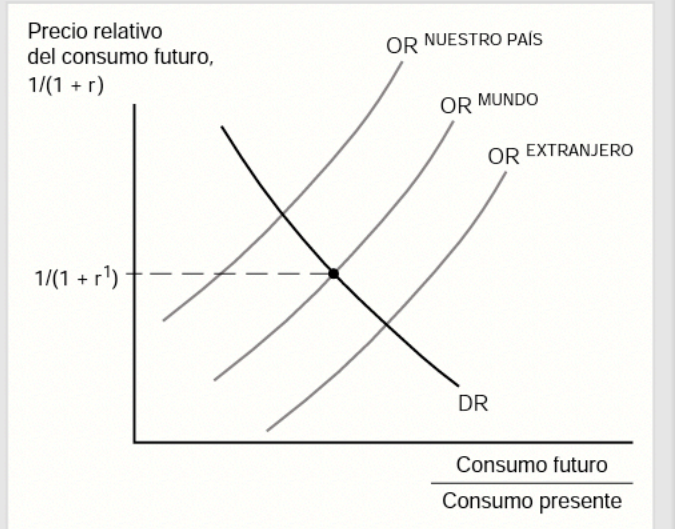 Precio relativo
del consumo futuro,
1/(1 + r)
OR NUESTRO PAÍS
OR MUNDO
OR EXTRANJERO
1/(1 + r¹)
DR
Consumo futuro
Consumo presente